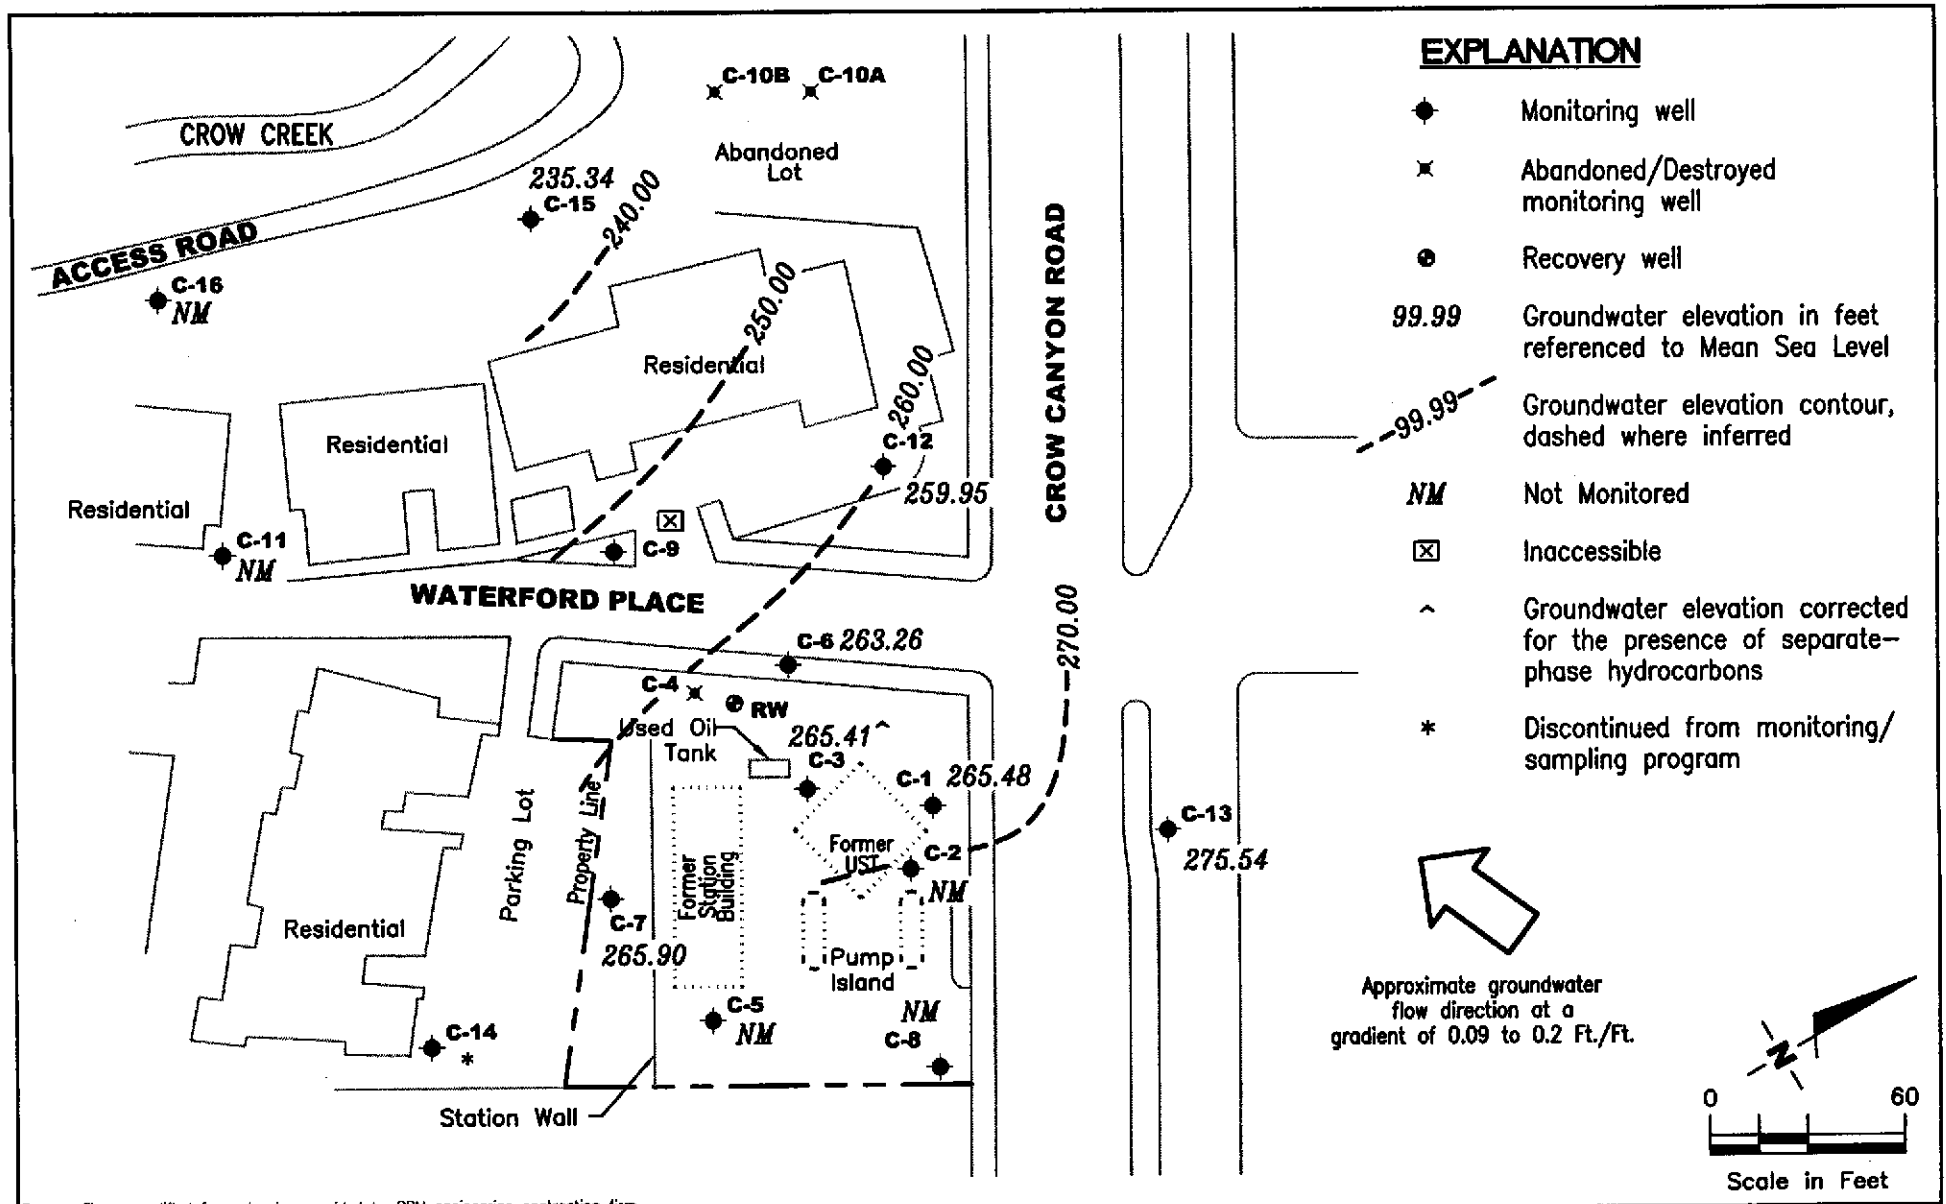 EXPLANATION
Monitoring well
Abandoned/Destroyed
monitoring well
Recovery well
99.99
Groundwater elevation in feet
referenced to Mean Sea Level
99.99
Groundwater elevation contour,
dashed where inferred
NM
Not Monitored
Inaccessible
^
Groundwater elevation corrected
for the presence of separate-
phase hydrocarbons
*
Discontinued from monitoring/
sampling program
C-10B
C-10A
CROW CREEK
Abandoned
Lot
235.34
C-15
240.00
ACCESS ROAD
C-16
NM
250.00
Residential
260.00
CROW CANYON ROAD
C-12
259.95
Residential
Residential
C-11
NM
C-9
WATERFORD PLACE
270.00
C-6 263.26
C-4
RW
Used Oil
Tank
265.41^
C-3
C-1 265.48
C-13
275.54
Parking Lot
Property Line
Former
Station
Building
Former
UST
C-2
NM
C-7
265.90
Residential
Pump
Island
C-5
NM
NM
C-8
C-14
*
Station Wall
Approximate groundwater
flow direction at a
gradient of 0.09 to 0.2 Ft./Ft.
N
0 60
Scale in Feet